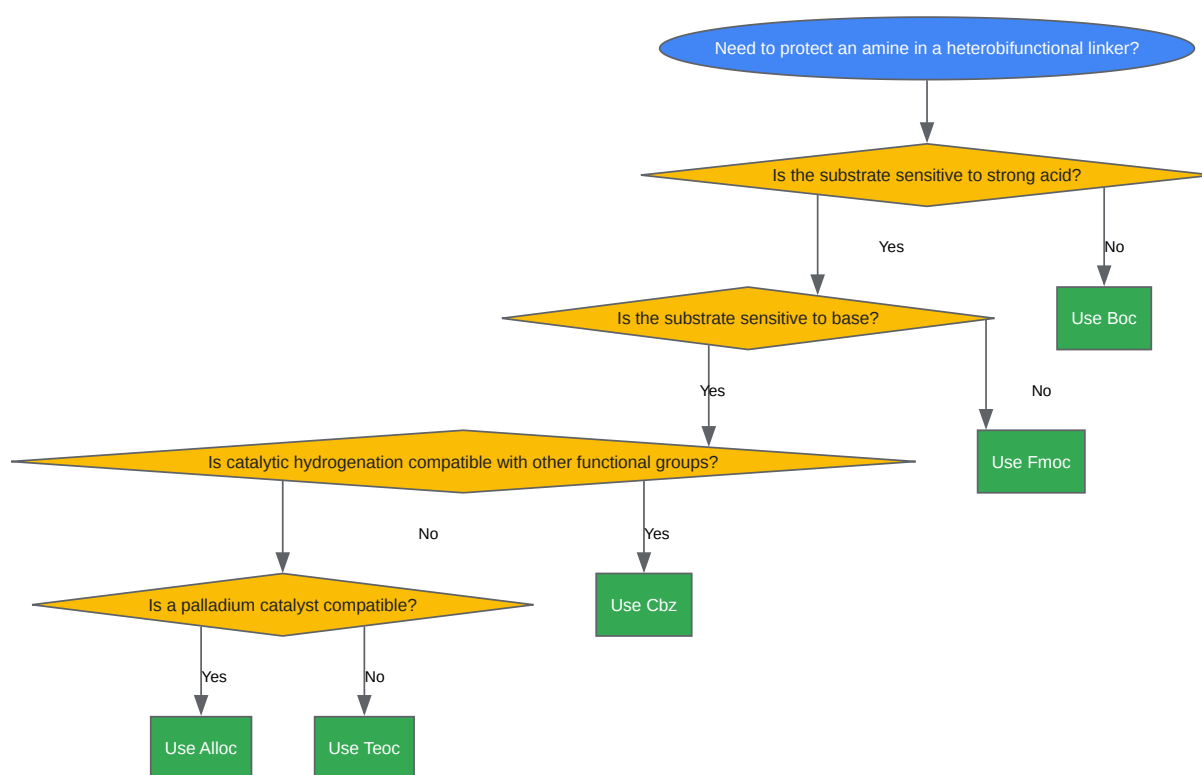 Need to protect an amine in a heterobifunctional linker?
Is the substrate sensitive to strong acid?
Yes
No
Is the substrate sensitive to base?
Use Boc
Yes
No
Is catalytic hydrogenation compatible with other functional groups?
Use Fmoc
No
Yes
Is a palladium catalyst compatible?
Use Cbz
Yes
No
Use Alloc
Use Teoc